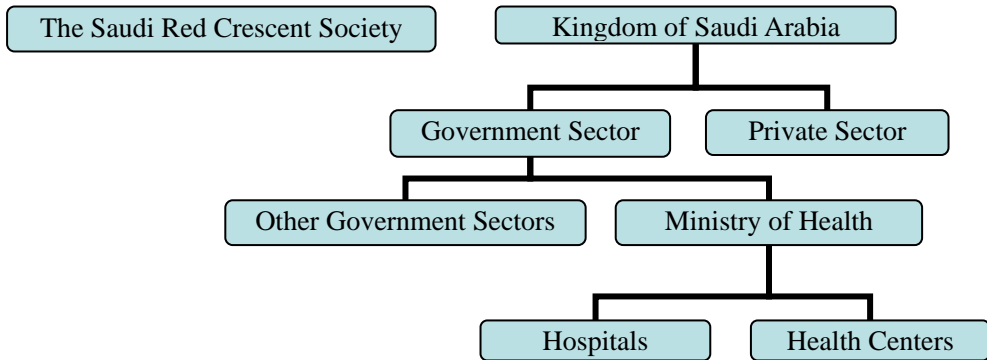 The Saudi Red Crescent Society
Kingdom of Saudi Arabia
Government Sector
Private Sector
Other Government Sectors
Ministry of Health
Hospitals
Health Centers